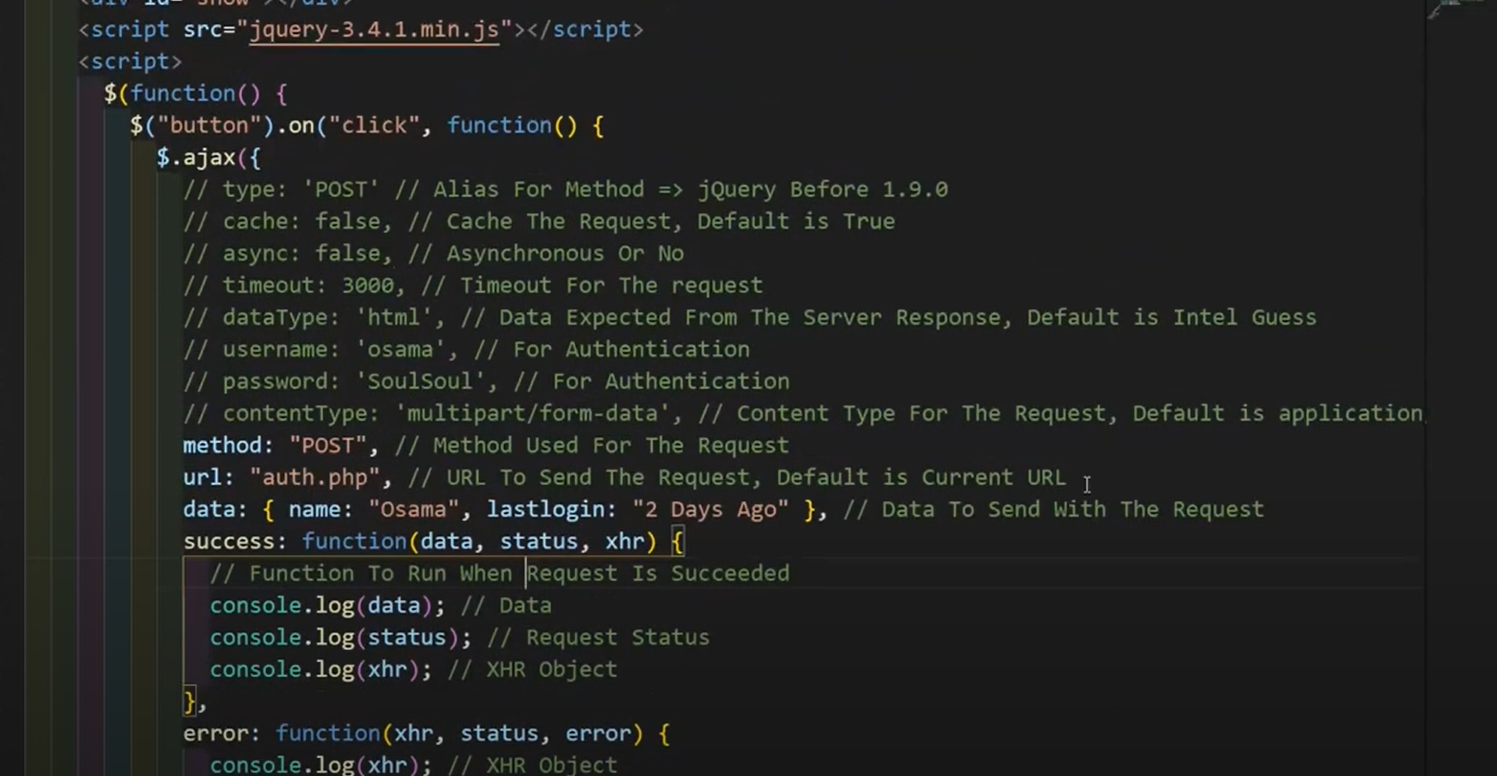 <div id="show"></div>
<script src="jquery-3.4.1.min.js"></script>
<script>
$(function() {
$("button").on("click", function() {
$.ajax({
// type: 'POST' // Alias For Method => jQuery Before 1.9.0
// cache: false, // Cache The Request, Default is True
// async: false, // Asynchronous Or No
// timeout: 3000, // Timeout For The request
// dataType: 'html', // Data Expected From The Server Response, Default is Intel Guess
// username: 'osama', // For Authentication
// password: 'SoulSoul', // For Authentication
// contentType: 'multipart/form-data', // Content Type For The Request, Default is application
method: "POST", // Method Used For The Request
url: "auth.php", // URL To Send The Request, Default is Current URL
data: { name: "Osama", lastlogin: "2 Days Ago" }, // Data To Send With The Request
success: function(data, status, xhr) {
// Function To Run When Request Is Succeeded
console.log(data); // Data
console.log(status); // Request Status
console.log(xhr); // XHR Object
},
error: function(xhr, status, error) {
console.log(xhr); // XHR Object